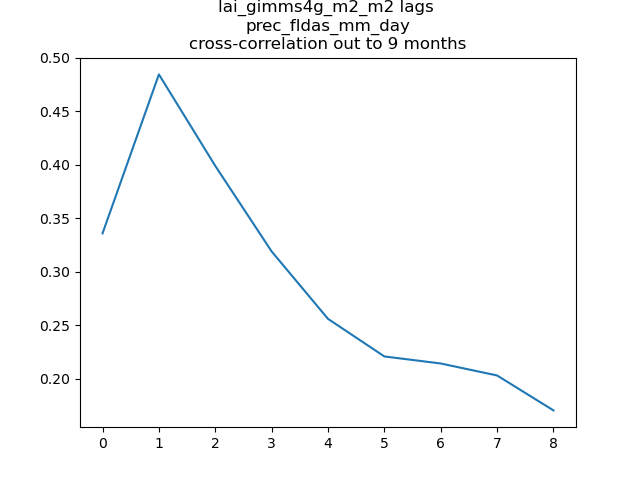 lai_gimms4g_m2_m2 lags
prec_fldas_mm_day
cross-correlation out to 9 months
0.50
0.45
0.40
0.35
0.30
0.25
0.20
0 1 2 3 4 5 6 7 8